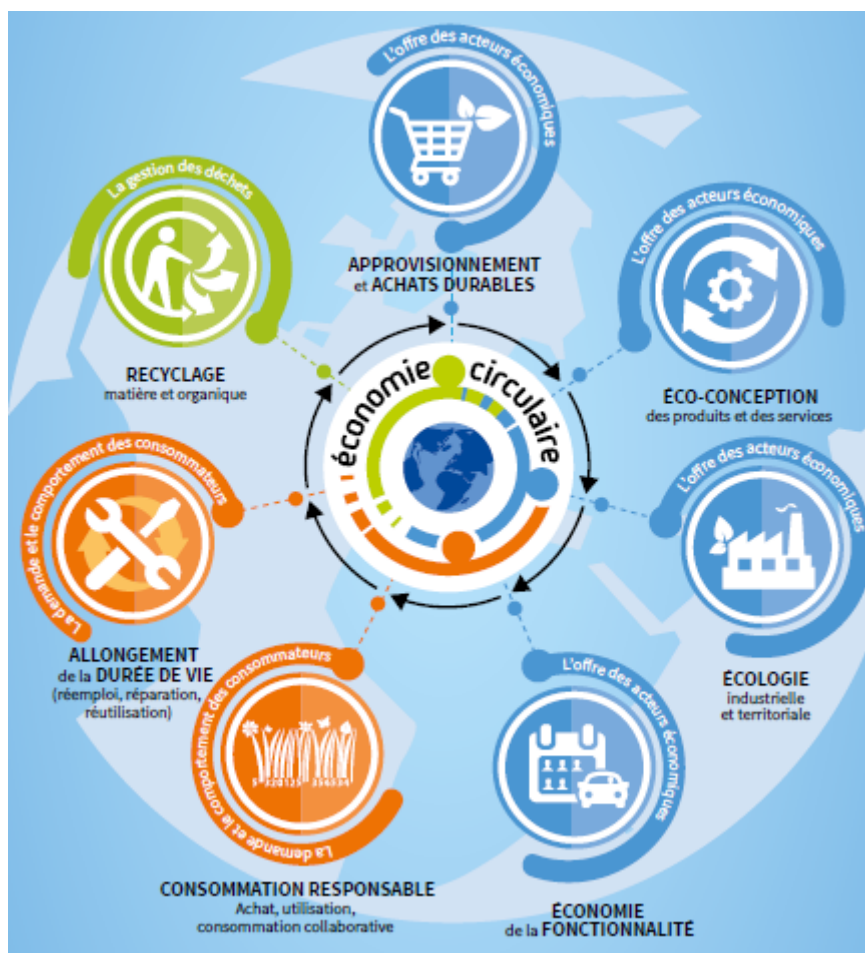 L'offre des acteurs économiques
APPROVISIONNEMENT
et ACHATS DURABLES
L'offre des acteurs économiques
ÉCO-CONCEPTION
des produits et des services
L'offre des acteurs économiques
ÉCOLOGIE
industrielle
et territoriale
L'offre des acteurs économiques
ÉCONOMIE
de la FONCTIONNALITÉ
La demande et le comportement des consommateurs
CONSOMMATION RESPONSABLE
Achat, utilisation,
consommation collaborative
La demande et le comportement des consommateurs
ALLONGEMENT
de la DURÉE DE VIE
(réemploi, réparation,
réutilisation)
La gestion des déchets
RECYCLAGE
matière et organique
économie circulaire